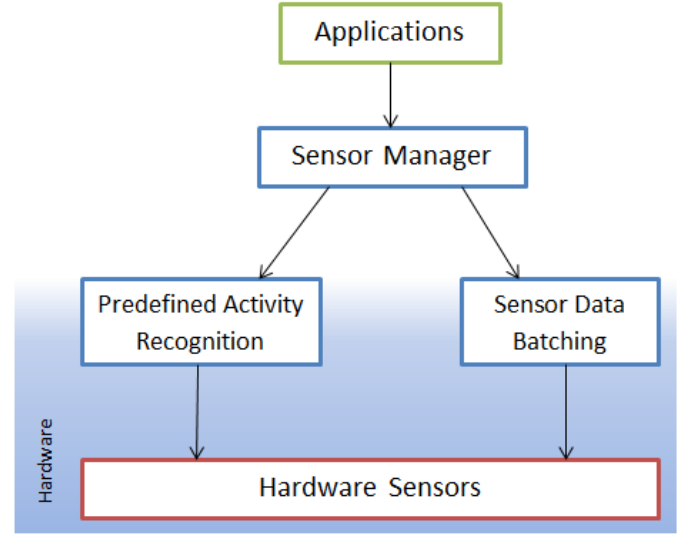 Applications
Sensor Manager
Predefined Activity
Recognition
Sensor Data
Batching
Hardware
Hardware Sensors